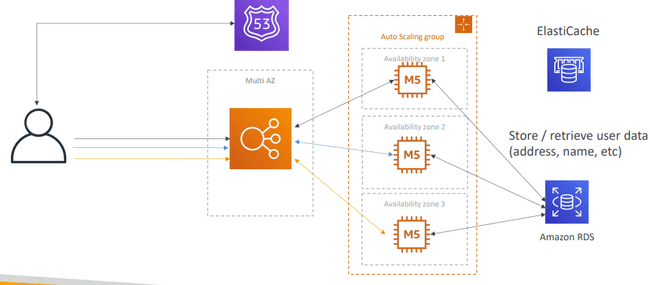 53
ElastiCache
Auto Scaling group
Multi AZ
Availability zone 1
M5
Availability zone 2
M5
Availability zone 3
M5
Store / retrieve user data
(address, name, etc)
Amazon RDS